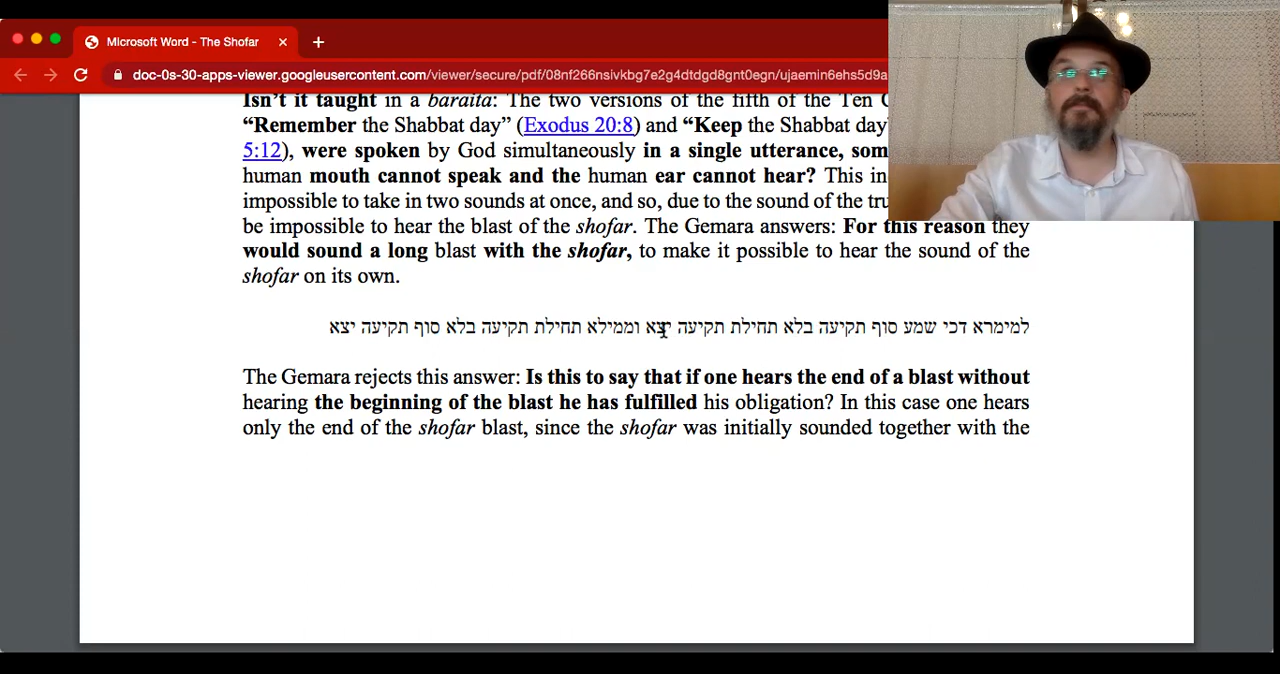 Microsoft Word - The Shofar
doc-0s-30-apps-viewer.googleusercontent.com/viewer/secure/pdf/08nf266nsivkbg7e2g4dtdgd8gnt0egn/ujaemin6ehs5d9a
Isn’t it taught in a baraita: The two versions of the fifth of the Ten
“Remember the Shabbat day” (Exodus 20:8) and “Keep the Shabbat day
5:12), were spoken by God simultaneously in a single utterance,
human mouth cannot speak and the human ear cannot hear? This
impossible to take in two sounds at once, and so, due to the sound of the
be impossible to hear the blast of the shofar. The Gemara answers: For this reason they
would sound a long blast with the shofar, to make it possible to hear the sound of the
shofar on its own.
למימרא דכי שמע סוף תקיעה בלא תחילת תקיעה יצא וממילא תחילת תקיעה בלא סוף תקיעה יצא
The Gemara rejects this answer: Is this to say that if one hears the end of a blast without
hearing the beginning of the blast he has fulfilled his obligation? In this case one hears
only the end of the shofar blast, since the shofar was initially sounded together with the